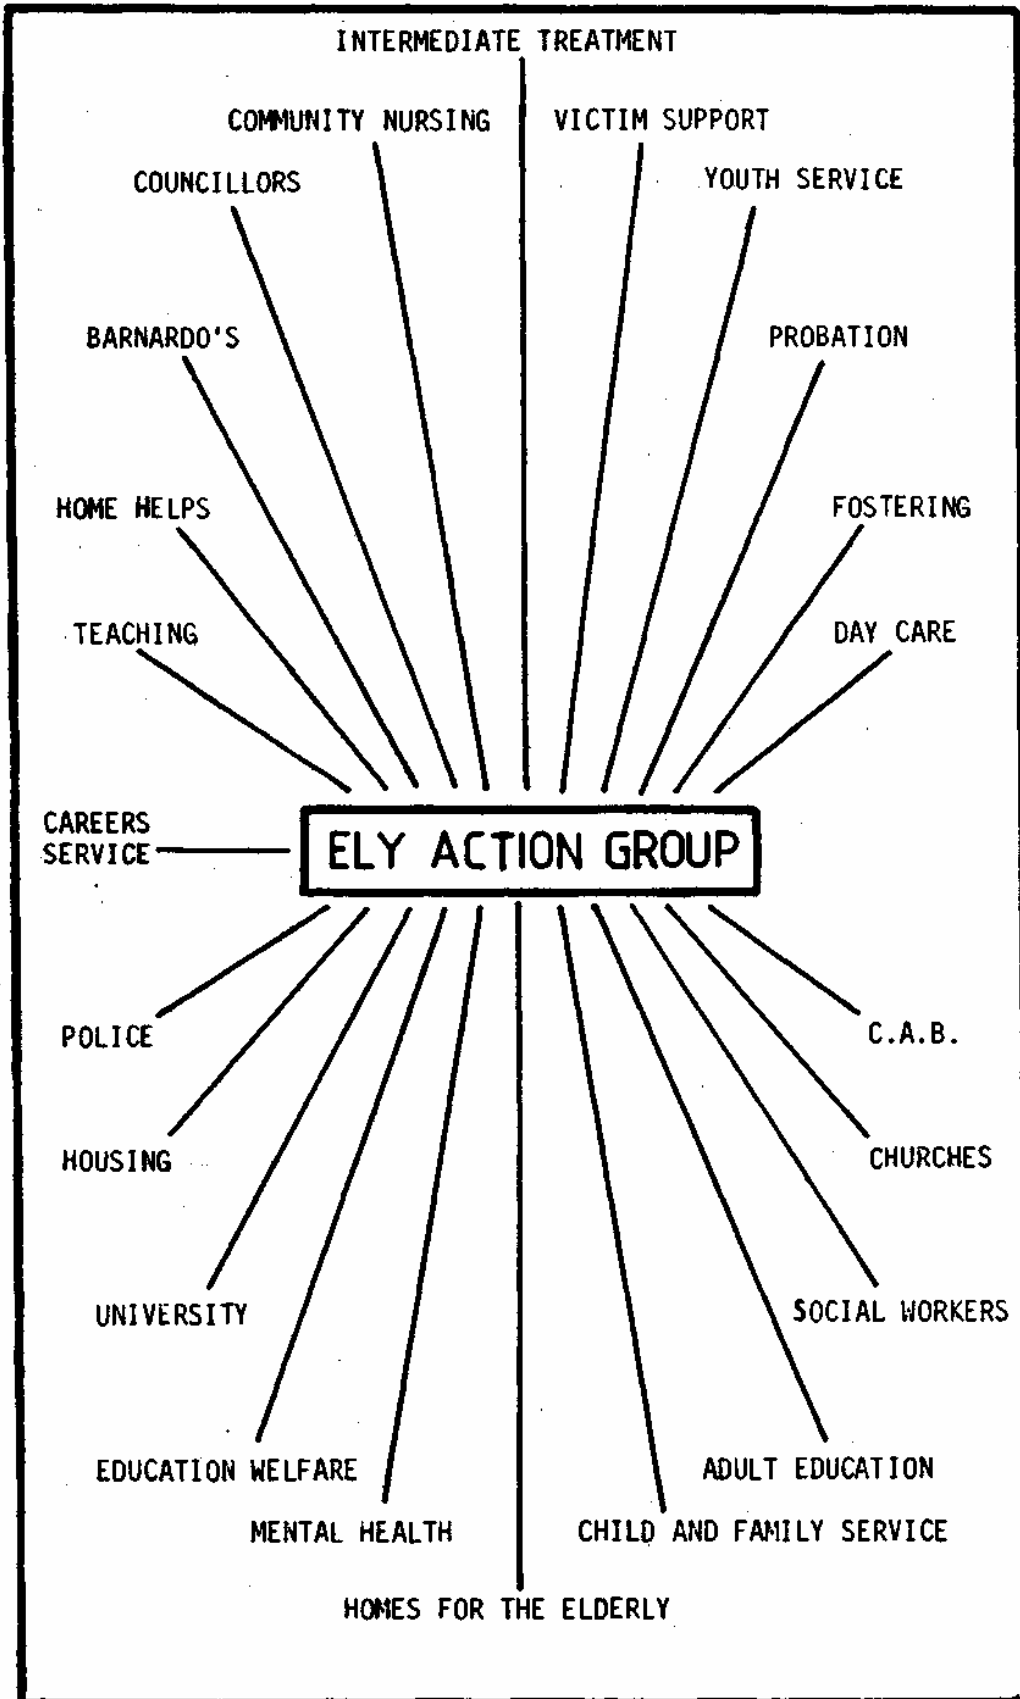 INTERMEDIATE TREATMENT
COMMUNITY NURSING
VICTIM SUPPORT
COUNCILLORS
YOUTH SERVICE
BARNARDO'S
PROBATION
HOME HELPS
FOSTERING
TEACHING
DAY CARE
CAREERS
SERVICE
ELY ACTION GROUP
POLICE
C.A.B.
HOUSING
CHURCHES
UNIVERSITY
SOCIAL WORKERS
EDUCATION WELFARE
ADULT EDUCATION
MENTAL HEALTH
CHILD AND FAMILY SERVICE
HOMES FOR THE ELDERLY